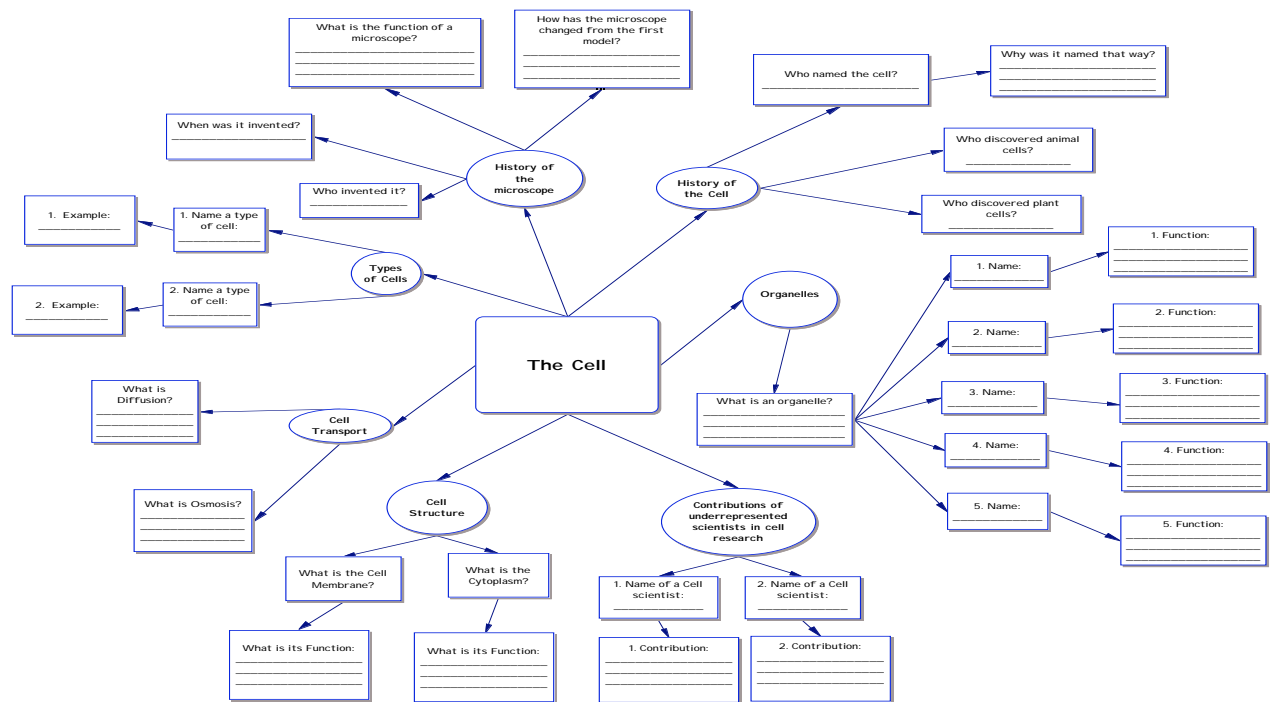 What is the function of a
microscope?
How has the microscope
changed from the first
model?
Who named the cell?
Why was it named that way?
When was it invented?
Who invented it?
History of
the
microscope
History of
the Cell
Who discovered animal
cells?
Who discovered plant
cells?
1. Example:
1. Name a type
of cell:
Types
of Cells
2. Example:
2. Name a type
of cell:
Organelles
1. Name:
1. Function:
2. Name:
2. Function:
The Cell
What is an organelle?
3. Name:
3. Function:
4. Name:
4. Function:
5. Name:
5. Function:
What is
Diffusion?
Cell
Transport
What is Osmosis?
Cell
Structure
What is the Cell
Membrane?
What is the
Cytoplasm?
What is its Function:
What is its Function:
Contributions of
underrepresented
scientists in cell
research
1. Name of a Cell
scientist:
2. Name of a Cell
scientist:
1. Contribution:
2. Contribution: